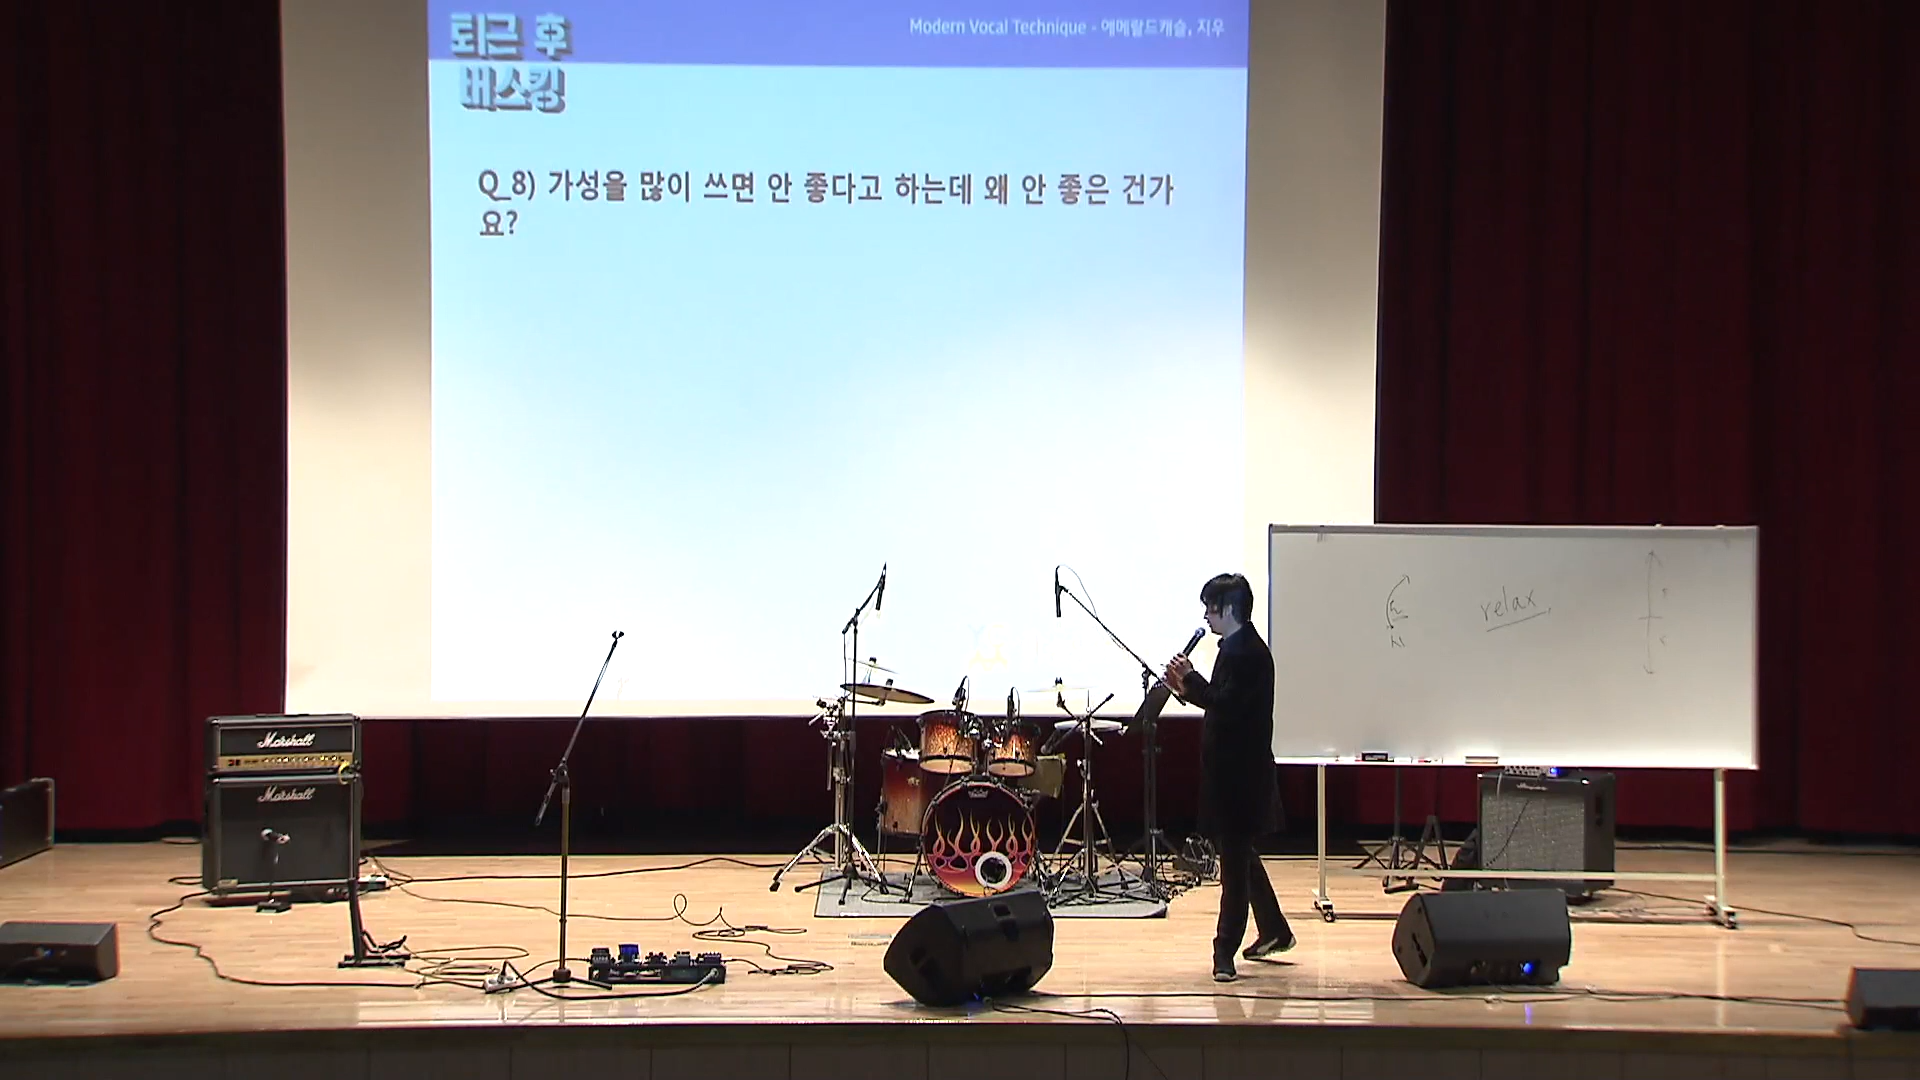 퇴근 후
버스킹
Modern Vocal Technique - 에메랄드캐슬, 지우
Q_8) 가성을 많이 쓰면 안 좋다고 하는데 왜 안 좋은 건가
요?
relax
Marshall
Marshall